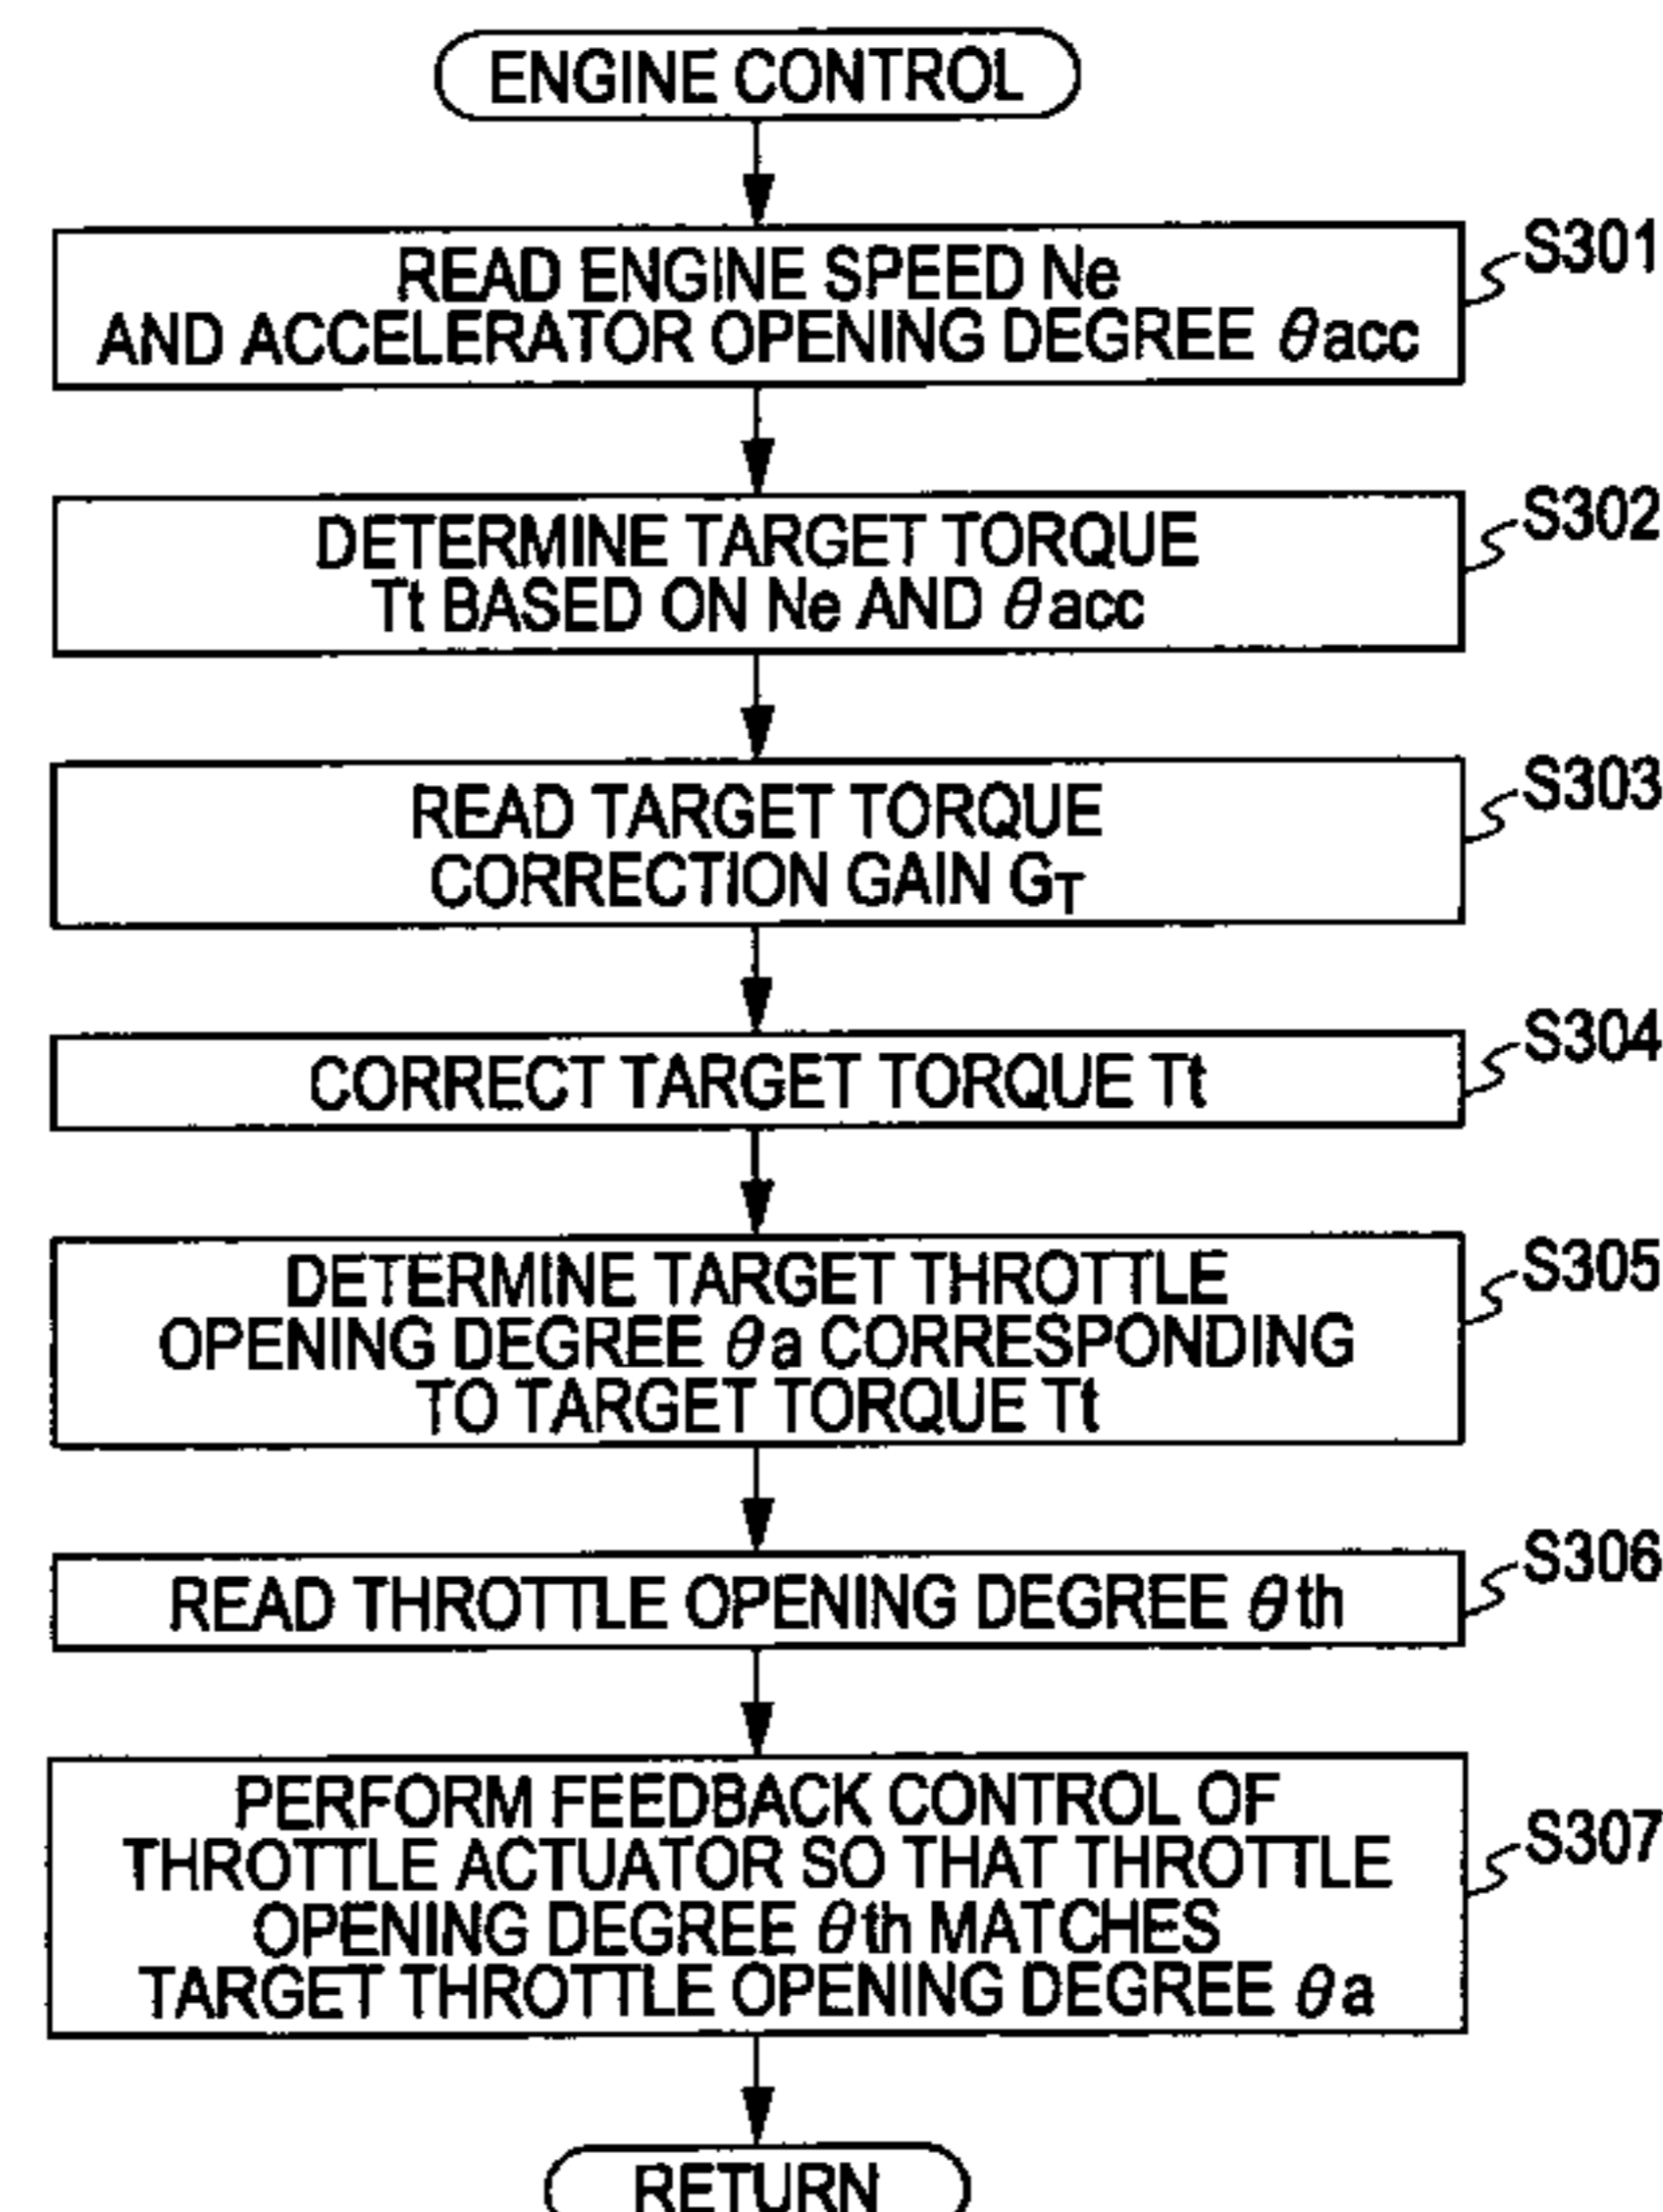 ENGINE CONTROL
READ ENGINE SPEED Ne
AND ACCELERATOR OPENING DEGREE θacc
S301
DETERMINE TARGET TORQUE
Tt BASED ON Ne AND θacc
S302
READ TARGET TORQUE
CORRECTION GAIN GT
S303
CORRECT TARGET TORQUE Tt
S304
DETERMINE TARGET THROTTLE
OPENING DEGREE θa CORRESPONDING
TO TARGET TORQUE Tt
S305
READ THROTTLE OPENING DEGREE θth
S306
PERFORM FEEDBACK CONTROL OF
THROTTLE ACTUATOR SO THAT THROTTLE
OPENING DEGREE θth MATCHES
TARGET THROTTLE OPENING DEGREE θa
S307
RETURN